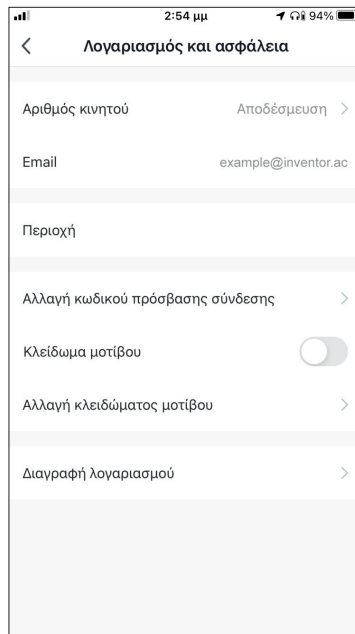 2:54 μμ 94%
Λογαριασμός και ασφάλεια
Αριθμός κινητού Αποδέσμευση
Email example@inventor.ac
Περιοχή
Αλλαγή κωδικού πρόσβασης σύνδεσης
Κλείδωμα μοτίβου
Αλλαγή κλειδώματος μοτίβου
Διαγραφή λογαριασμού